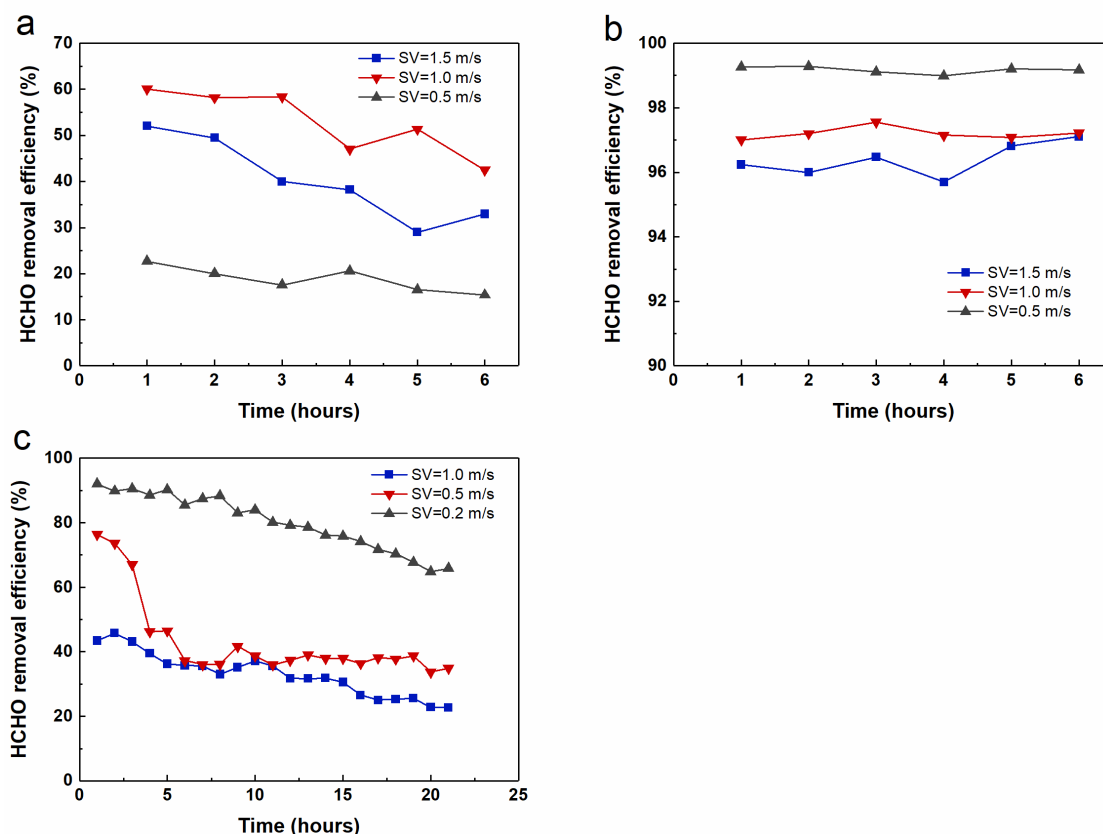 a
HCHO removal efficiency (%)
70
60
50
40
30
20
10
0
SV=1.5 m/s
SV=1.0 m/s
SV=0.5 m/s
0 1 2 3 4 5 6
Time (hours)
b
HCHO removal efficiency (%)
100
98
96
94
92
90
SV=1.5 m/s
SV=1.0 m/s
SV=0.5 m/s
0 1 2 3 4 5 6
Time (hours)
c
HCHO removal efficiency (%)
100
80
60
40
20
0
SV=1.0 m/s
SV=0.5 m/s
SV=0.2 m/s
0 5 10 15 20 25
Time (hours)